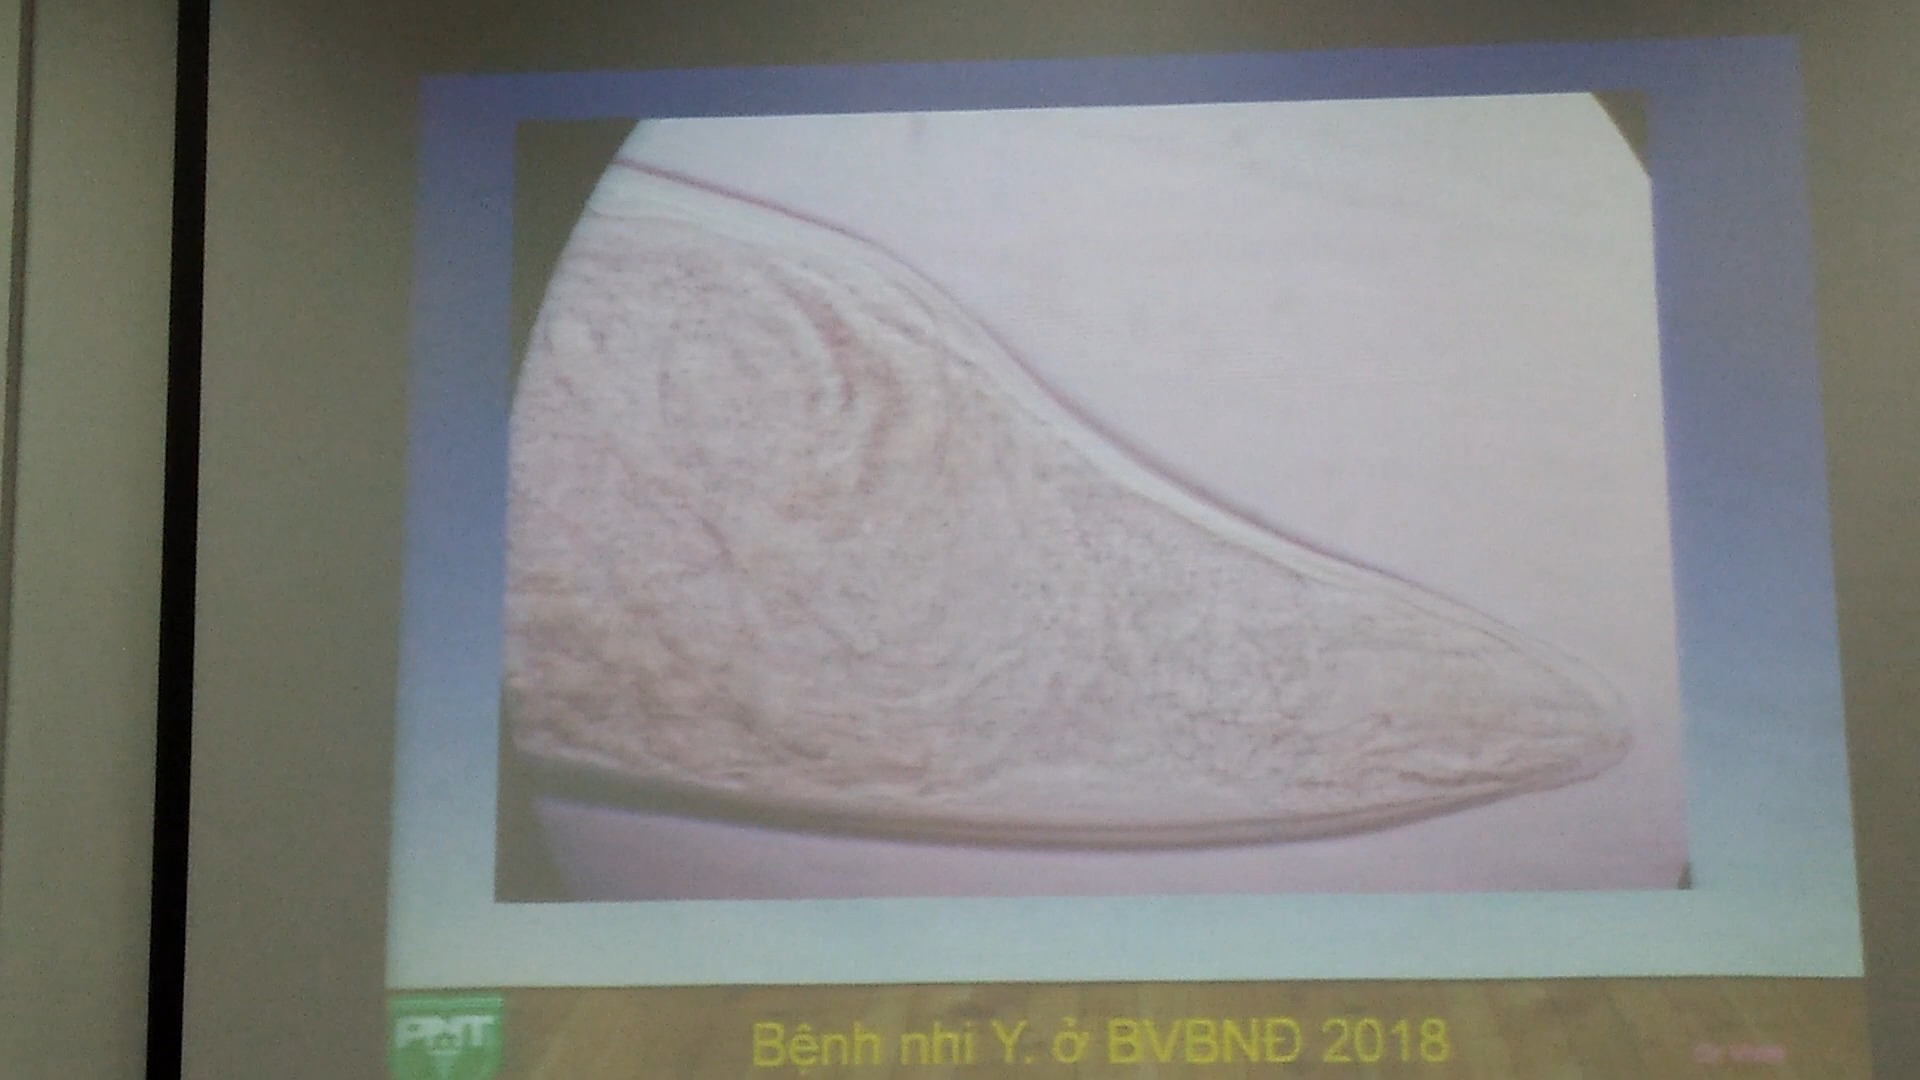 PNT
Bệnh nhi Y. ở BVBNĐ 2018